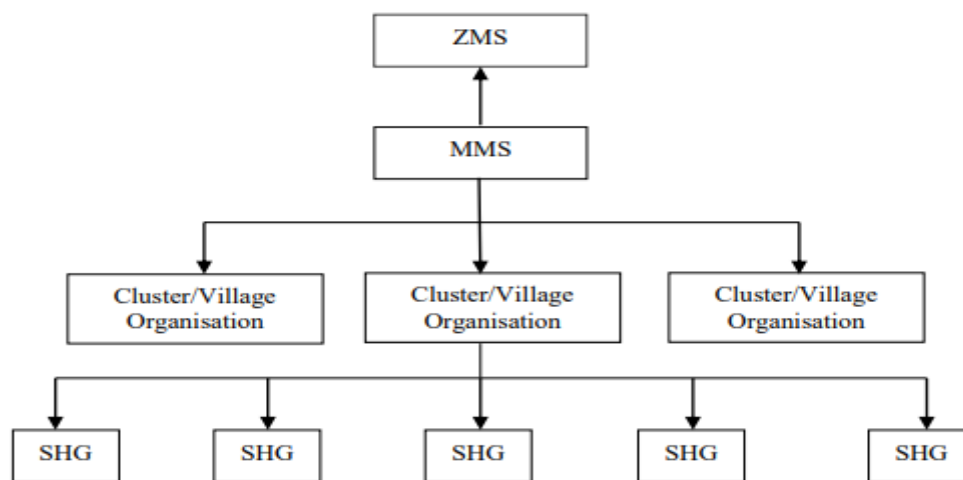 ZMS
MMS
Cluster/Village
Organisation
Cluster/Village
Organisation
Cluster/Village
Organisation
SHG
SHG
SHG
SHG
SHG